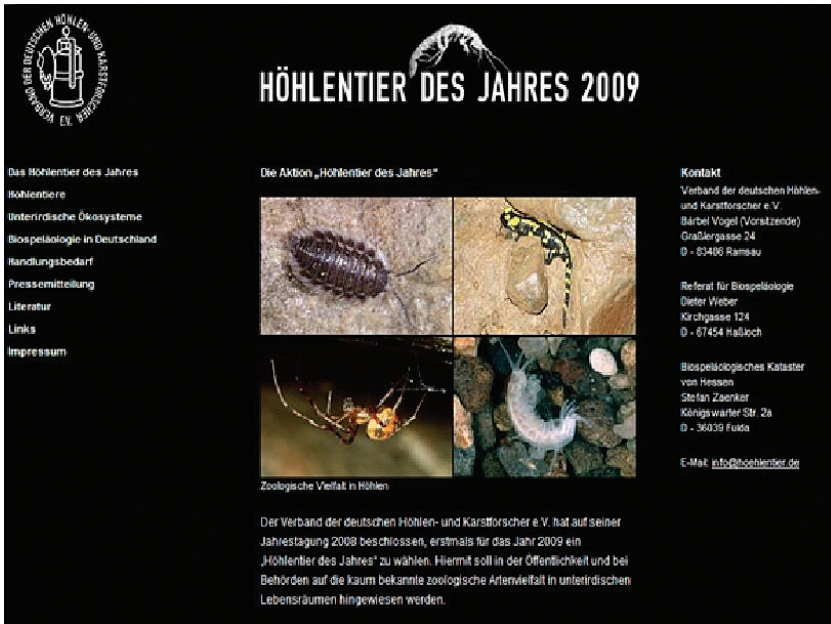 VERBAND DER DEUTSCHEN HÖHLEN- UND KARSTFORSCHER E.V.
HÖHLENTIER DES JAHRES 2009
Das Höhlentier des Jahres
Höhlentiere
Unterirdische Ökosysteme
Biospeläologie in Deutschland
Handlungsbedarf
Pressemitteilung
Literatur
Links
Impressum
Die Aktion „Höhlentier des Jahres"
Zoologische Vielfalt in Höhlen
Der Verband der deutschen Höhlen- und Karstforscher e.V. hat auf seiner
Jahrestagung 2008 beschlossen, erstmals für das Jahr 2009 ein
„Höhlentier des Jahres" zu wählen. Hiermit soll in der Öffentlichkeit und bei
Behörden auf die kaum bekannte zoologische Artenvielfalt in unterirdischen
Lebensräumen hingewiesen werden.
Kontakt
Verband der deutschen Höhlen-
und Karstforscher e.V.
Bärbel Vogel (Vorsitzende)
Graßlergasse 24
D - 83486 Ramsau
Referat für Biospeläologie
Dieter Weber
Kirchgasse 124
D - 67454 Haßloch
Biospeläologisches Kataster
von Hessen
Stefan Zaenker
Königswarter Str. 2a
D - 36039 Fulda
E-Mail: info@hoehlentier.de